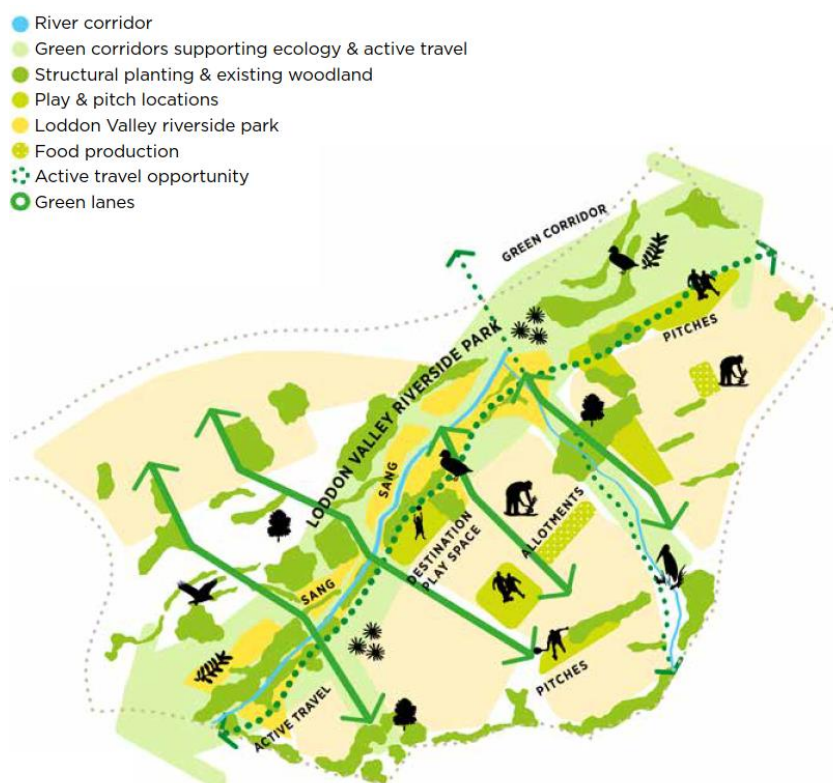 River corridor
Green corridors supporting ecology & active travel
Structural planting & existing woodland
Play & pitch locations
Loddon Valley riverside park
Food production
Active travel opportunity
Green lanes
GREEN CORRIDOR
PITCHES
LODDON VALLEY RIVERSIDE PARK
SANG
DESTINATION
PLAY SPACE
ALLOTMENTS
SANG
PITCHES
ACTIVE TRAVEL